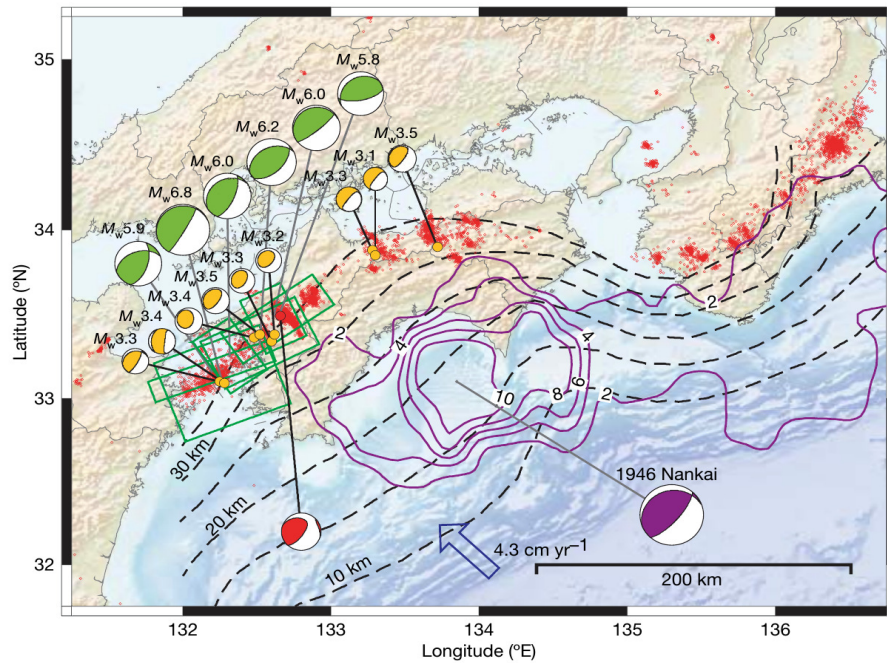 35
34
33
32
Latitude (ºN)
132
133
134
135
136
Longitude (ºE)
Mw5.8
Mw6.0
Mw6.2
Mw6.0
Mw6.8
Mw5.9
Mw3.5
Mw3.1
Mw3.3
Mw3.2
Mw3.3
Mw3.5
Mw3.4
Mw3.4
Mw3.3
2
2
4
4
6
10
8
2
30 km
20 km
10 km
1946 Nankai
4.3 cm yr–1
200 km